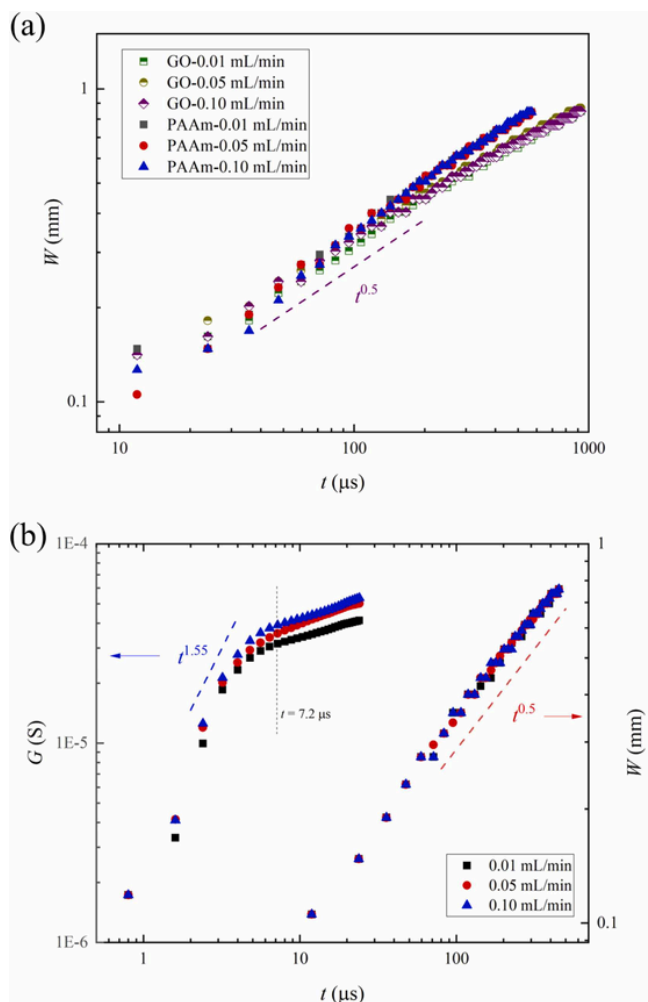 (a)
GO-0.01 mL/min
GO-0.05 mL/min
GO-0.10 mL/min
PAAm-0.01 mL/min
PAAm-0.05 mL/min
PAAm-0.10 mL/min
1
0.1
W (mm)
t^0.5
10 100 1000
t (μs)
(b)
1E-4
1E-5
1E-6
G (S)
t^1.55
t = 7.2 μs
t^0.5
1
0.1
W (mm)
0.01 mL/min
0.05 mL/min
0.10 mL/min
1 10 100
t (μs)